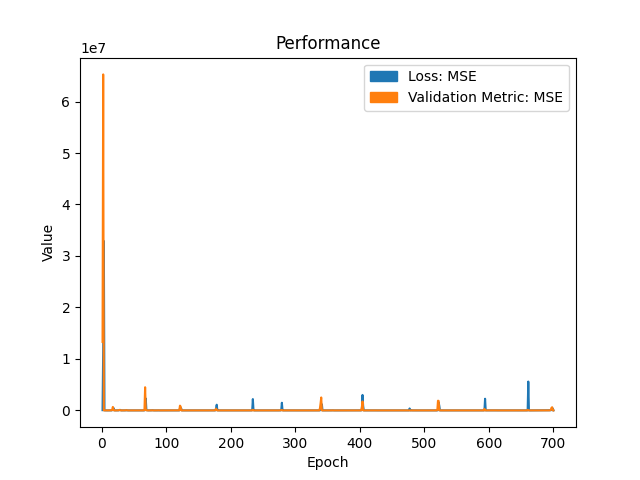 Performance
1e7
Loss: MSE
Validation Metric: MSE
6
5
4
3
2
1
0
Value
0 100 200 300 400 500 600 700
Epoch